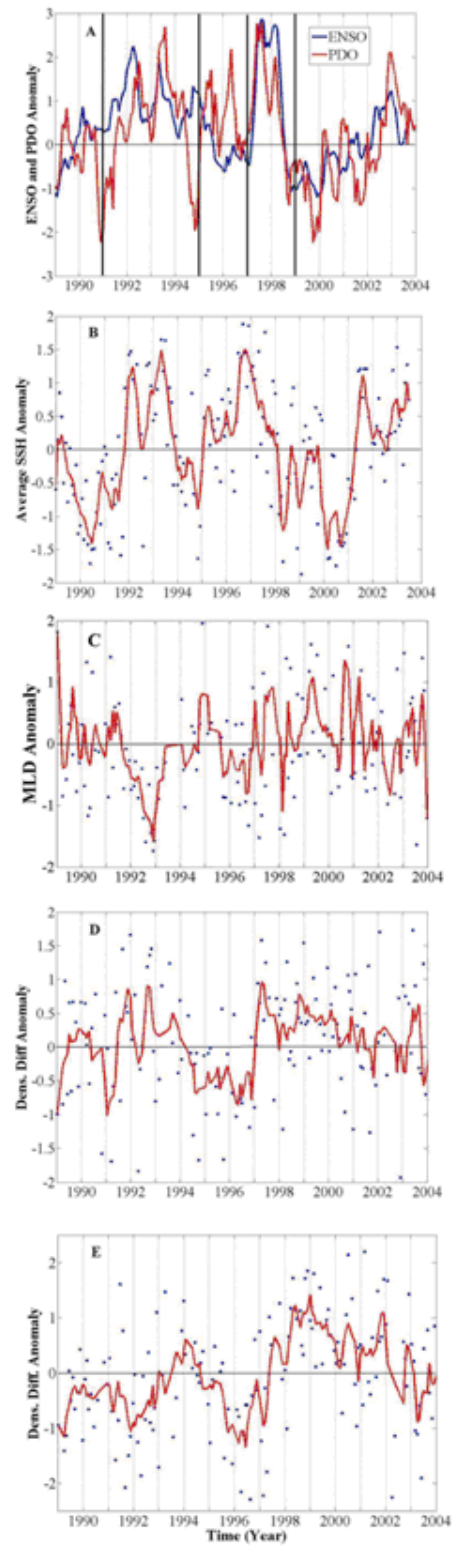 A
ENSO
PDO
ENSO and PDO Anomaly
3
2
1
0
-1
-2
-3
1990 1992 1994 1996 1998 2000 2002 2004
B
Average SSH Anomaly
2
1.5
1
0.5
0
-0.5
-1
-1.5
-2
1990 1992 1994 1996 1998 2000 2002 2004
C
MLD Anomaly
2
1
0
-1
-2
1990 1992 1994 1996 1998 2000 2002 2004
D
Dens. Diff Anomaly
2
1.5
1
0.5
0
-0.5
-1
-1.5
-2
1990 1992 1994 1996 1998 2000 2002 2004
E
Dens. Diff. Anomaly
2
1
0
-1
-2
1990 1992 1994 1996 1998 2000 2002 2004
Time (Year)